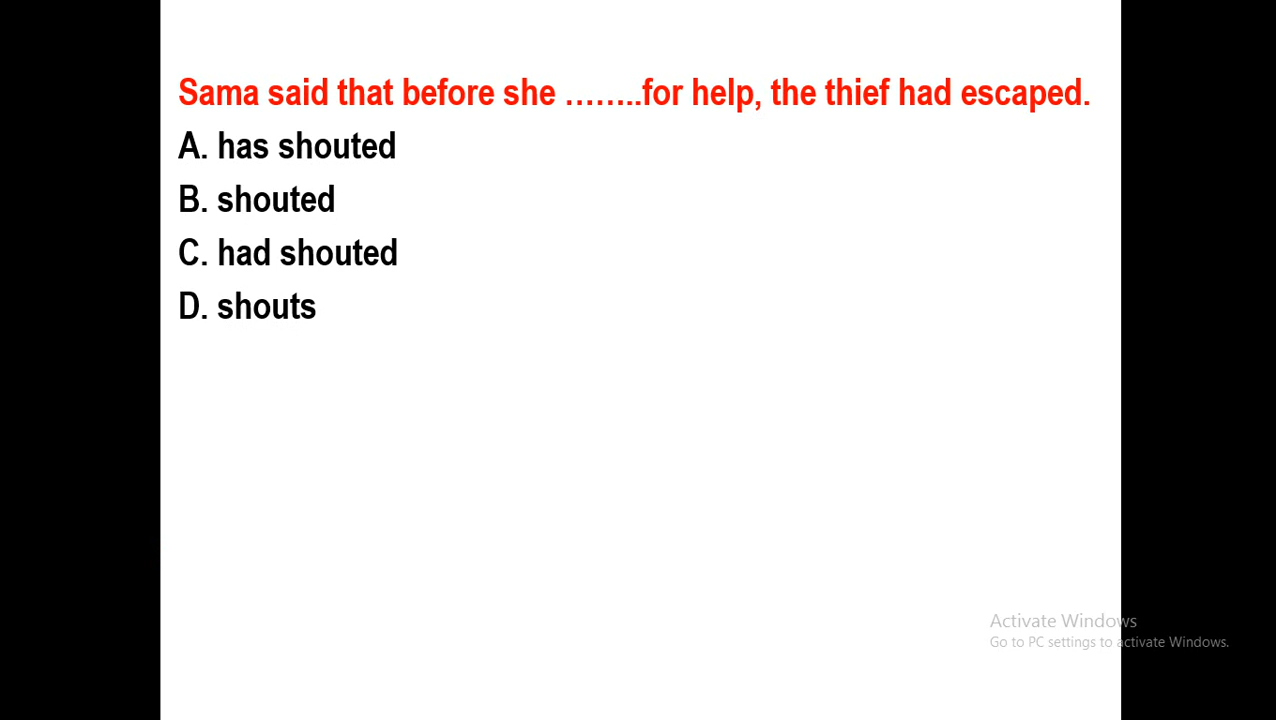 Sama said that before she ……..for help, the thief had escaped.
A. has shouted
B. shouted
C. had shouted
D. shouts
Activate Windows
Go to PC settings to activate Windows.